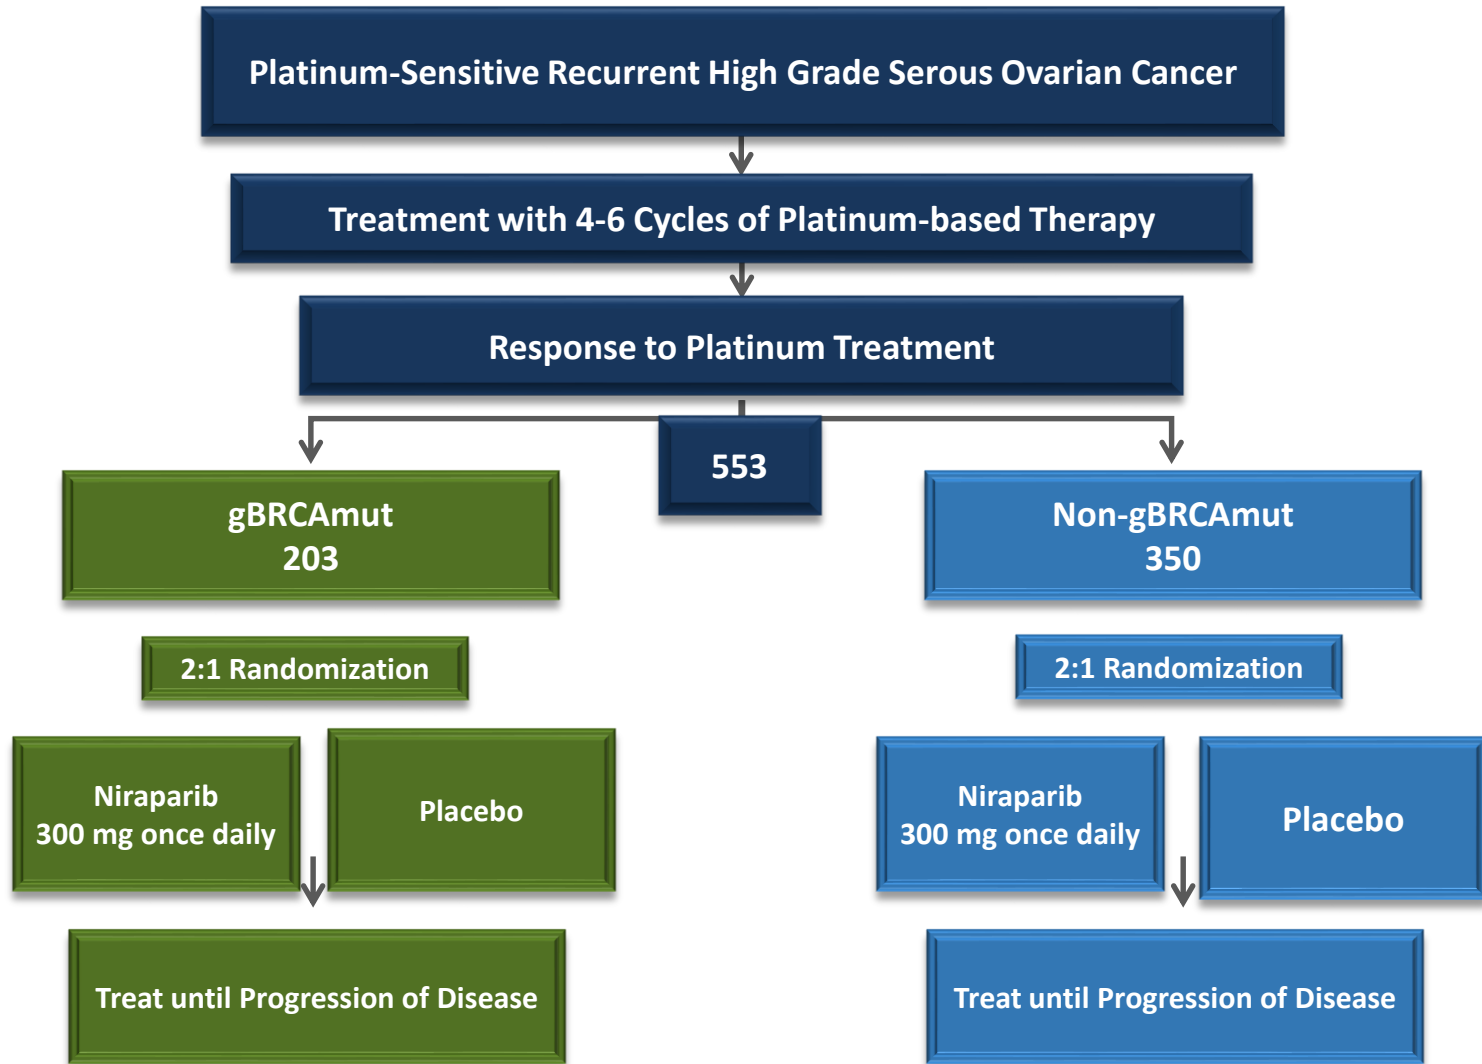 Platinum-Sensitive Recurrent High Grade Serous Ovarian Cancer
Treatment with 4-6 Cycles of Platinum-based Therapy
Response to Platinum Treatment
553
gBRCAmut
203
2:1 Randomization
Niraparib
300 mg once daily
Placebo
Treat until Progression of Disease
Non-gBRCAmut
350
2:1 Randomization
Niraparib
300 mg once daily
Placebo
Treat until Progression of Disease